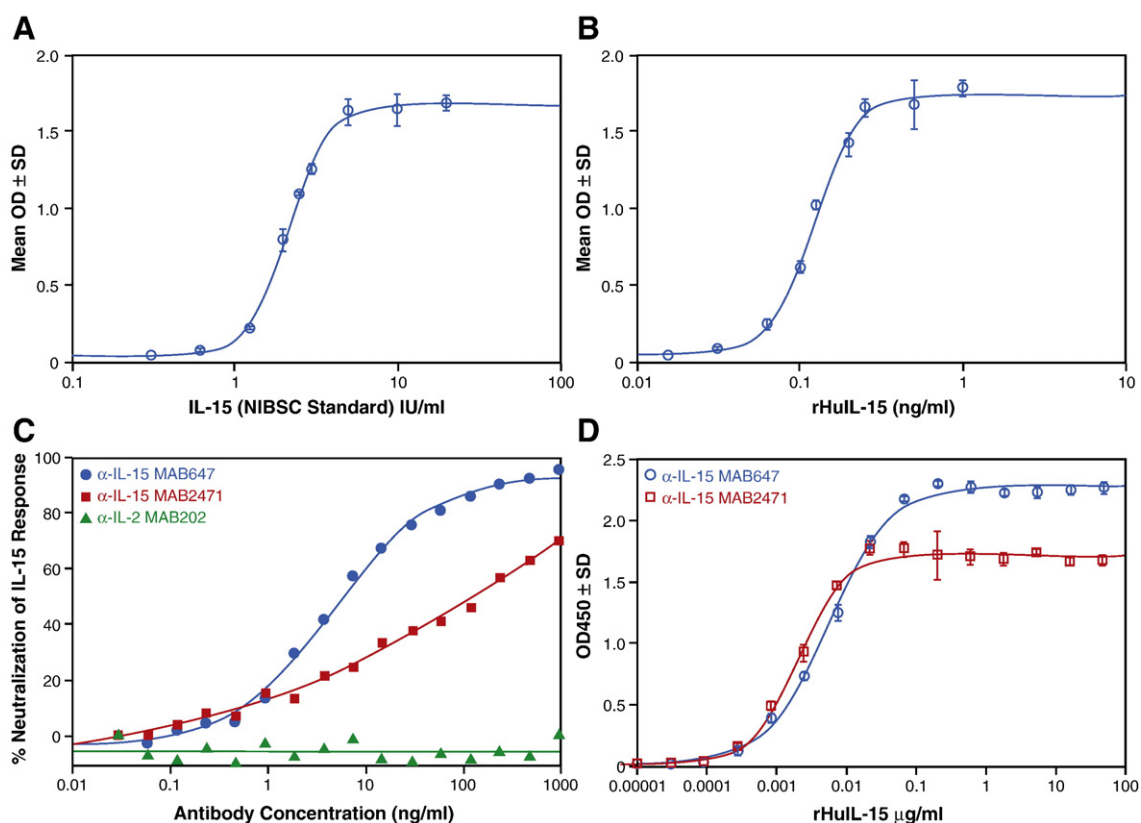 A
2.0
1.5
1.0
0.5
0
Mean OD ± SD
0.1 1 10 100
IL-15 (NIBSC Standard) IU/ml
B
2.0
1.5
1.0
0.5
0
Mean OD ± SD
0.01 0.1 1 10
rHuIL-15 (ng/ml)
C
100
80
60
40
20
0
% Neutralization of IL-15 Response
α-IL-15 MAB647
α-IL-15 MAB2471
α-IL-2 MAB202
0.01 0.1 1 10 100 1000
Antibody Concentration (ng/ml)
D
2.5
2.0
1.5
1.0
0.5
0
OD450 ± SD
α-IL-15 MAB647
α-IL-15 MAB2471
0.00001 0.0001 0.001 0.01 0.1 1 10 100
rHuIL-15 µg/ml